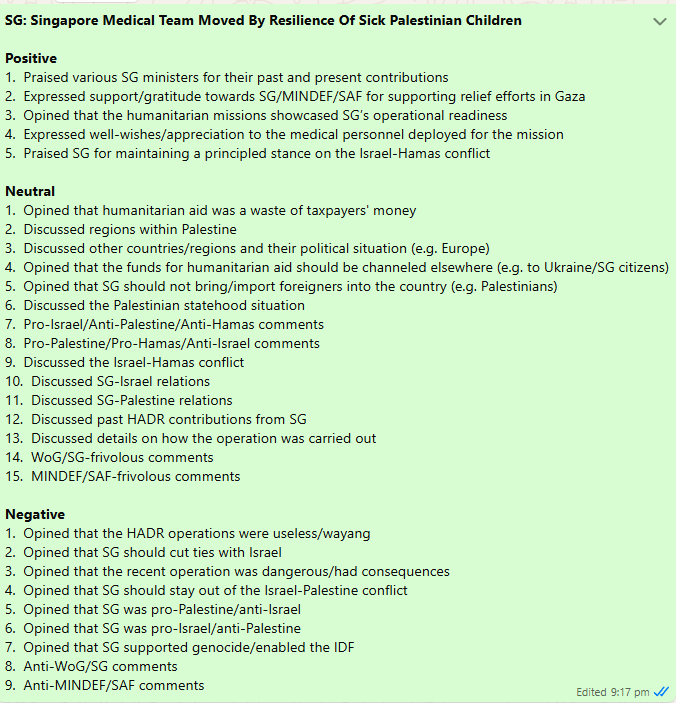 SG: Singapore Medical Team Moved By Resilience Of Sick Palestinian Children
Positive
1. Praised various SG ministers for their past and present contributions
2. Expressed support/gratitude towards SG/MINDEF/SAF for supporting relief efforts in Gaza
3. Opined that the humanitarian missions showcased SG's operational readiness
4. Expressed well-wishes/appreciation to the medical personnel deployed for the mission
5. Praised SG for maintaining a principled stance on the Israel-Hamas conflict
Neutral
1. Opined that humanitarian aid was a waste of taxpayers' money
2. Discussed regions within Palestine
3. Discussed other countries/regions and their political situation (e.g. Europe)
4. Opined that the funds for humanitarian aid should be channeled elsewhere (e.g. to Ukraine/SG citizens)
5. Opined that SG should not bring/import foreigners into the country (e.g. Palestinians)
6. Discussed the Palestinian statehood situation
7. Pro-Israel/Anti-Palestine/Anti-Hamas comments
8. Pro-Palestine/Pro-Hamas/Anti-Israel comments
9. Discussed the Israel-Hamas conflict
10. Discussed SG-Israel relations
11. Discussed SG-Palestine relations
12. Discussed past HADR contributions from SG
13. Discussed details on how the operation was carried out
14. WoG/SG-frivolous comments
15. MINDEF/SAF-frivolous comments
Negative
1. Opined that the HADR operations were useless/wayang
2. Opined that SG should cut ties with Israel
3. Opined that the recent operation was dangerous/had consequences
4. Opined that SG should stay out of the Israel-Palestine conflict
5. Opined that SG was pro-Palestine/anti-Israel
6. Opined that SG was pro-Israel/anti-Palestine
7. Opined that SG supported genocide/enabled the IDF
8. Anti-WoG/SG comments
9. Anti-MINDEF/SAF comments
Edited 9:17 pm